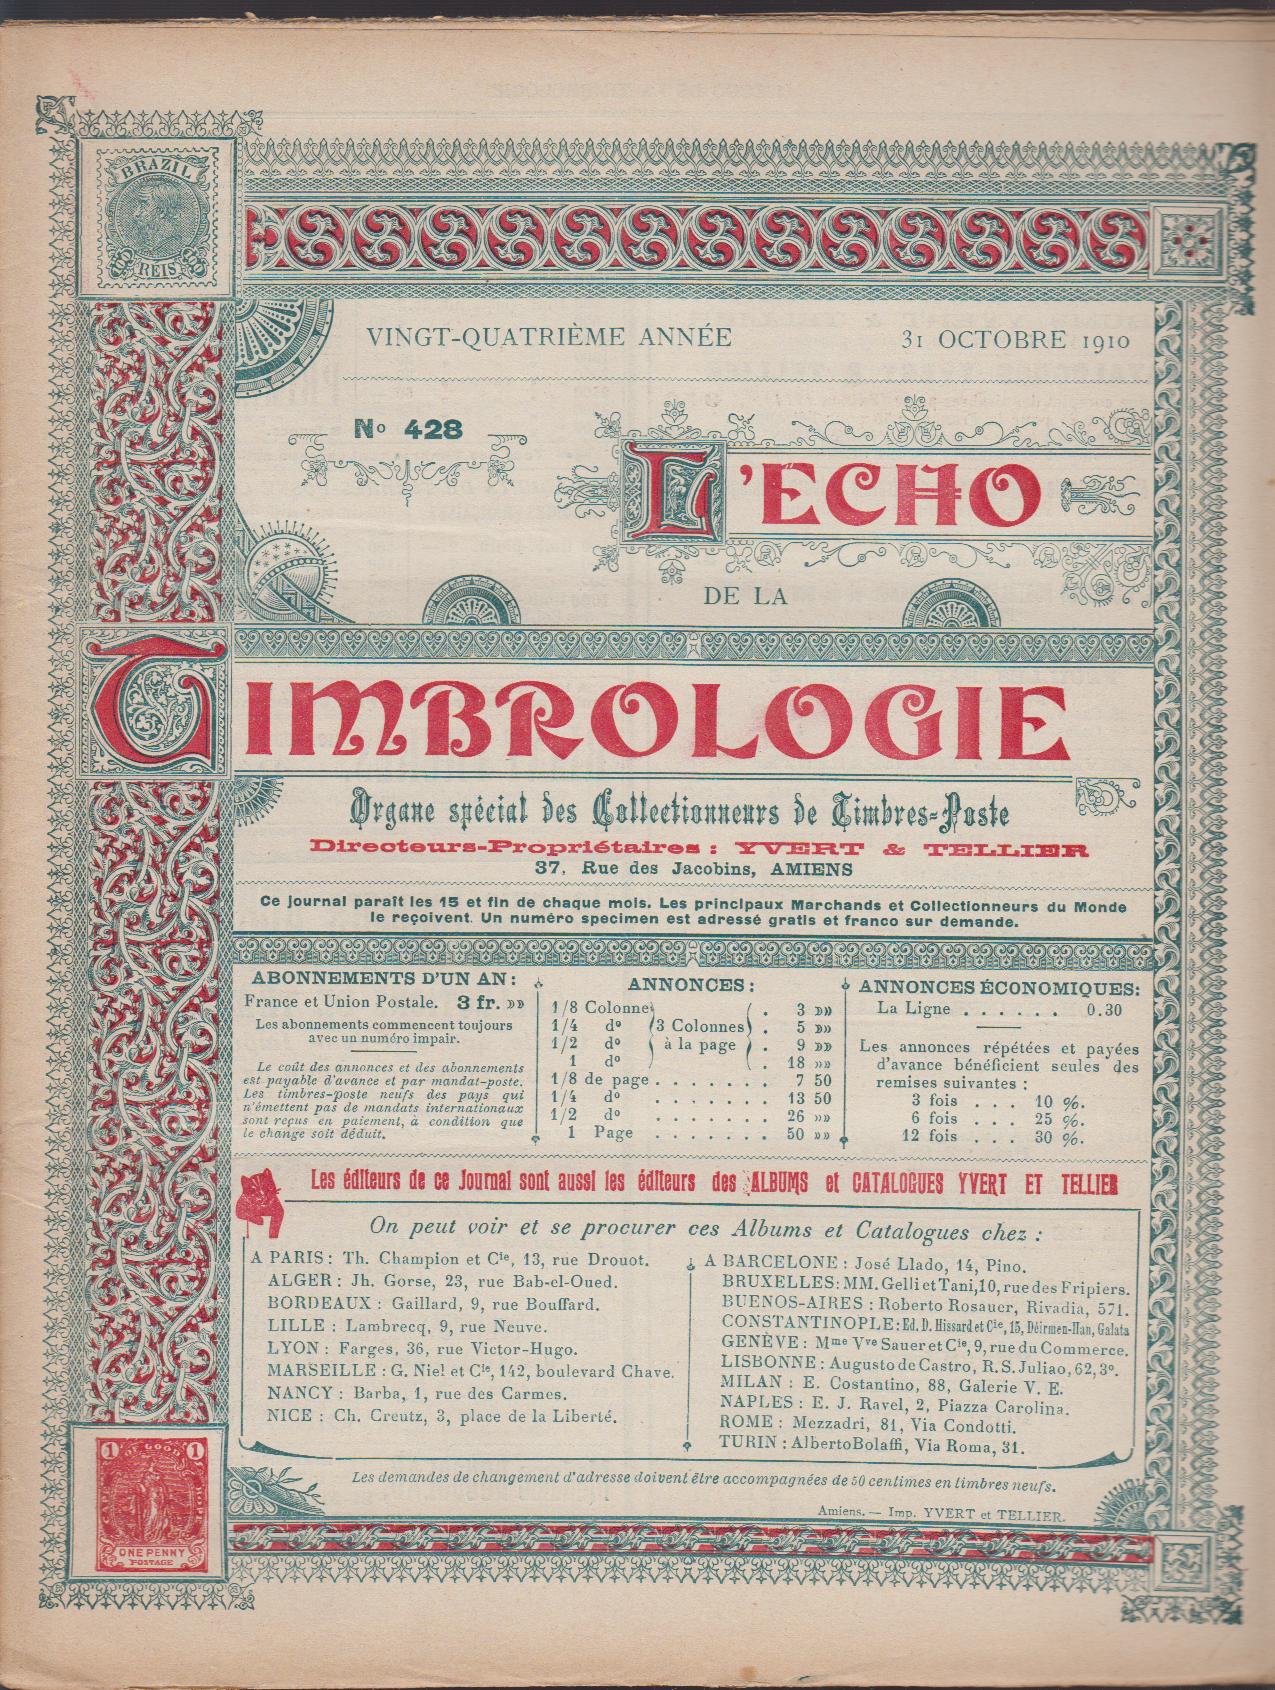 BRAZIL
REIS
VINGT-QUATRIÈME ANNÉE
31 OCTOBRE 1910
No 428
L'ECHO
DE LA
TIMBROLOGIE
Organe spécial des Collectionneurs de Timbres-Poste
Directeurs-Propriétaires : YVERT & TELLIER
37, Rue des Jacobins, AMIENS
Ce journal paraît les 15 et fin de chaque mois. Les principaux Marchands et Collectionneurs du Monde
le reçoivent. Un numéro specimen est adressé gratis et franco sur demande.
ABONNEMENTS D'UN AN:
France et Union Postale. 3 fr. »»
Les abonnements commencent toujours
avec un numéro impair.
Le coût des annonces et des abonnements
est payable d'avance et par mandat-poste.
Les timbres-poste neufs des pays qui
n'émettent pas de mandats internationaux
sont reçus en paiement, à condition que
le change soit déduit.
ANNONCES:
1/8 Colonne . 3 »»
1/4 do 3 Colonnes . 5 »»
1/2 do à la page . 9 »»
1 do . 18 »»
1/8 de page . . . . . . . 7 50
1/4 do . . . . . . . 13 50
1/2 do . . . . . . . 26 »»
1 Page . . . . . . . 50 »»
ANNONCES ÉCONOMIQUES:
La Ligne . . . . . . 0.30
Les annonces répétées et payées
d'avance bénéficient seules des
remises suivantes :
3 fois . . . 10 %.
6 fois . . . 25 %.
12 fois . . . 30 %.
Les éditeurs de ce Journal sont aussi les éditeurs des ALBUMS et CATALOGUES YVERT ET TELLIER
On peut voir et se procurer ces Albums et Catalogues chez :
A PARIS : Th. Champion et Cie, 13, rue Drouot.
ALGER : Jh. Gorse, 23, rue Bab-el-Oued.
BORDEAUX : Gaillard, 9, rue Bouffard.
LILLE : Lambrecq, 9, rue Neuve.
LYON : Farges, 36, rue Victor-Hugo.
MARSEILLE : G. Niel et Cie, 142, boulevard Chave.
NANCY : Barba, 1, rue des Carmes.
NICE : Ch. Creutz, 3, place de la Liberté.
A BARCELONE : José Llado, 14, Pino.
BRUXELLES: MM. Gelli et Tani, 10, rue des Fripiers.
BUENOS-AIRES : Roberto Rosauer, Rivadia, 571.
CONSTANTINOPLE: Ed. D. Hissard et Cie, 15, Déirmen-Han, Galata
GENÈVE : Mme Vve Sauer et Cie, 9, rue du Commerce.
LISBONNE : Augusto de Castro, R. S. Juliao, 62, 3o.
MILAN : E. Costantino, 88, Galerie V. E.
NAPLES : E. J. Ravel, 2, Piazza Carolina.
ROME : Mezzadri, 81, Via Condotti.
TURIN : Alberto Bolaffi, Via Roma, 31.
1 OF GOOD 1
CAPE HOPE
ONE PENNY
POSTAGE
Les demandes de changement d'adresse doivent être accompagnées de 50 centimes en timbres neufs.
Amiens. — Imp. YVERT et TELLIER.